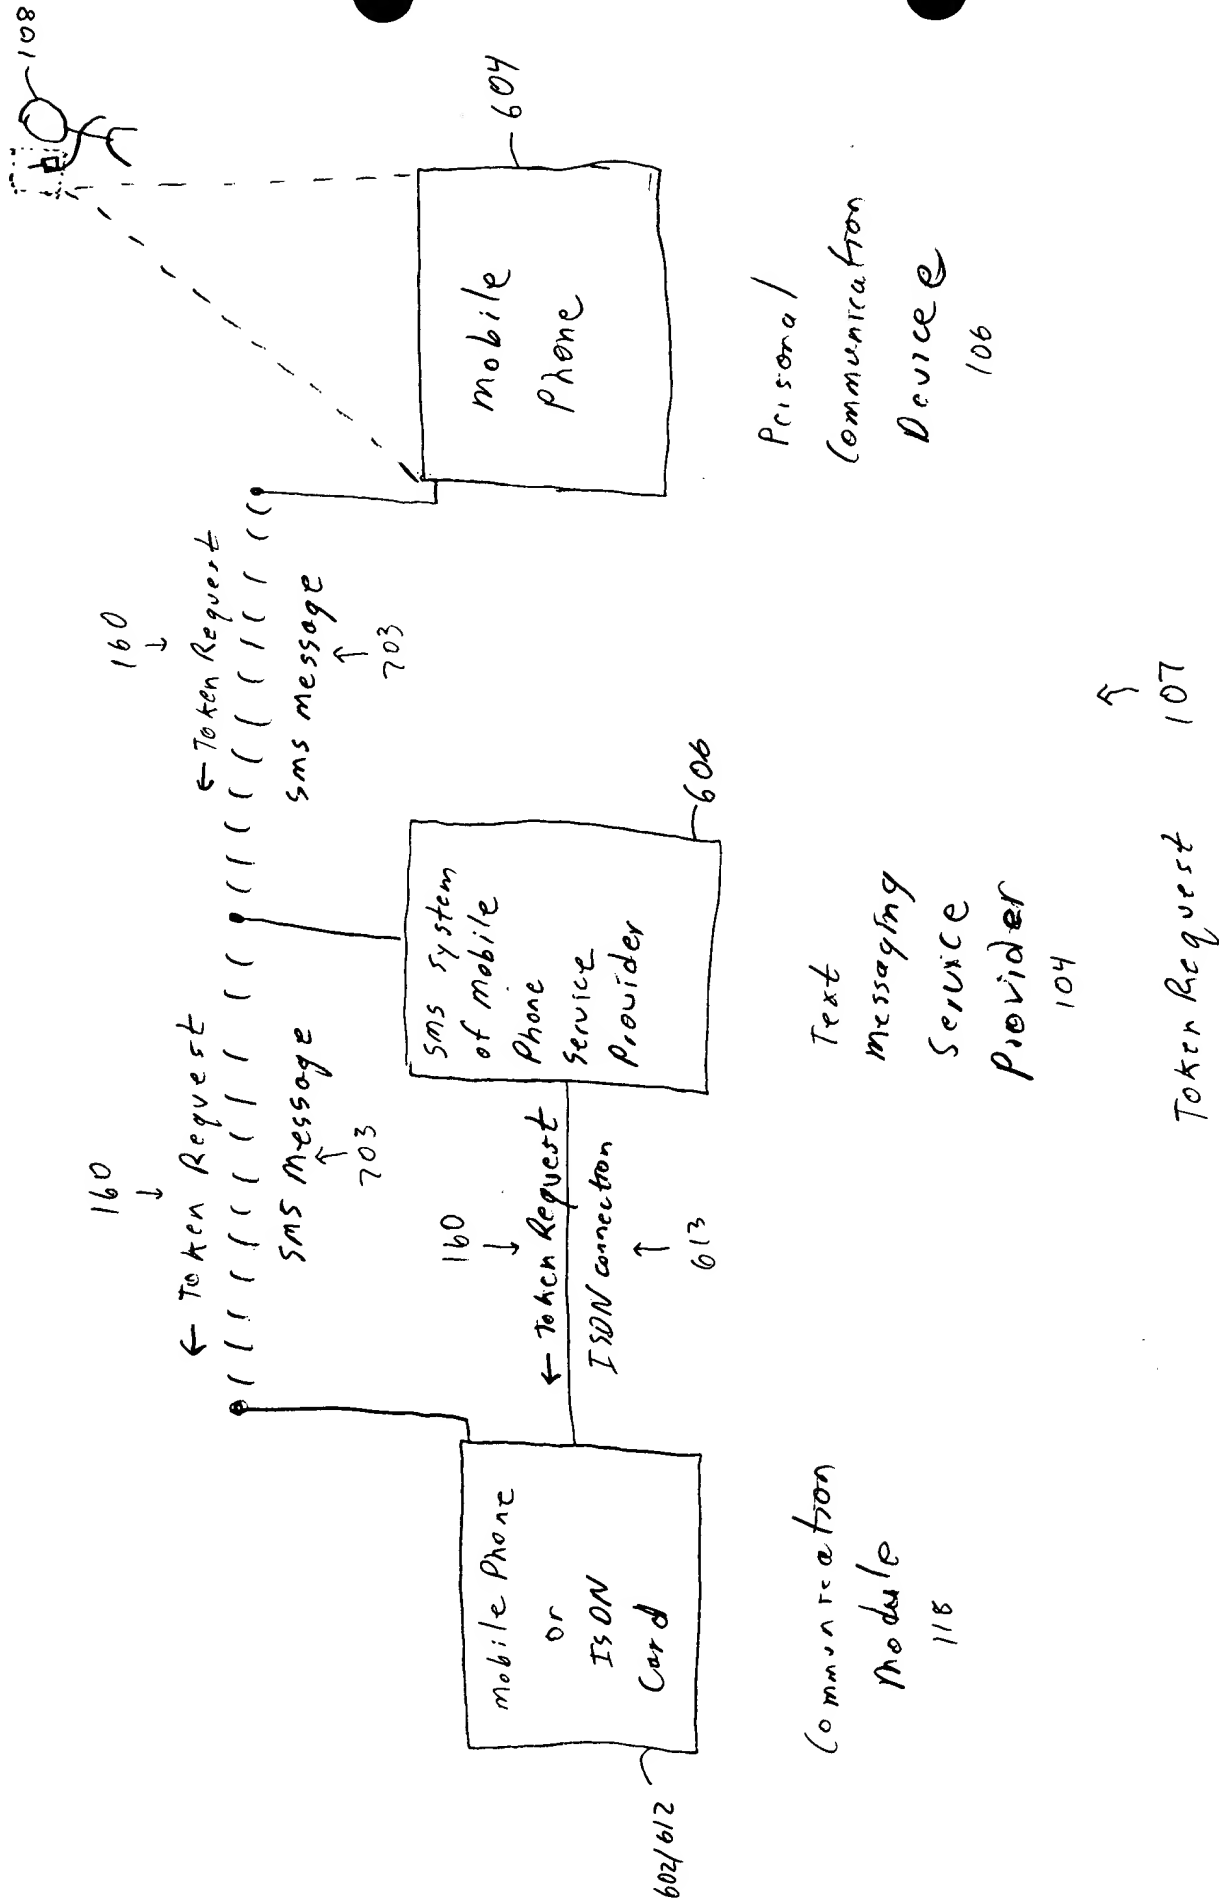 108
160
↓
← Token Request
SMS Message
↑
703
160
↓
← Token Request
SMS Message
↑
703
Mobile Phone
or
ISDN
Card
602/612
160
↓
← Token Request
ISDN connection
↑
613
SMS System
of Mobile
Phone
Service
Provider
606
Mobile
Phone
604
Communication
Module
118
Text
Messaging
Service
Provider
104
Personal
Communication
Device
106
Token Request
↑
107